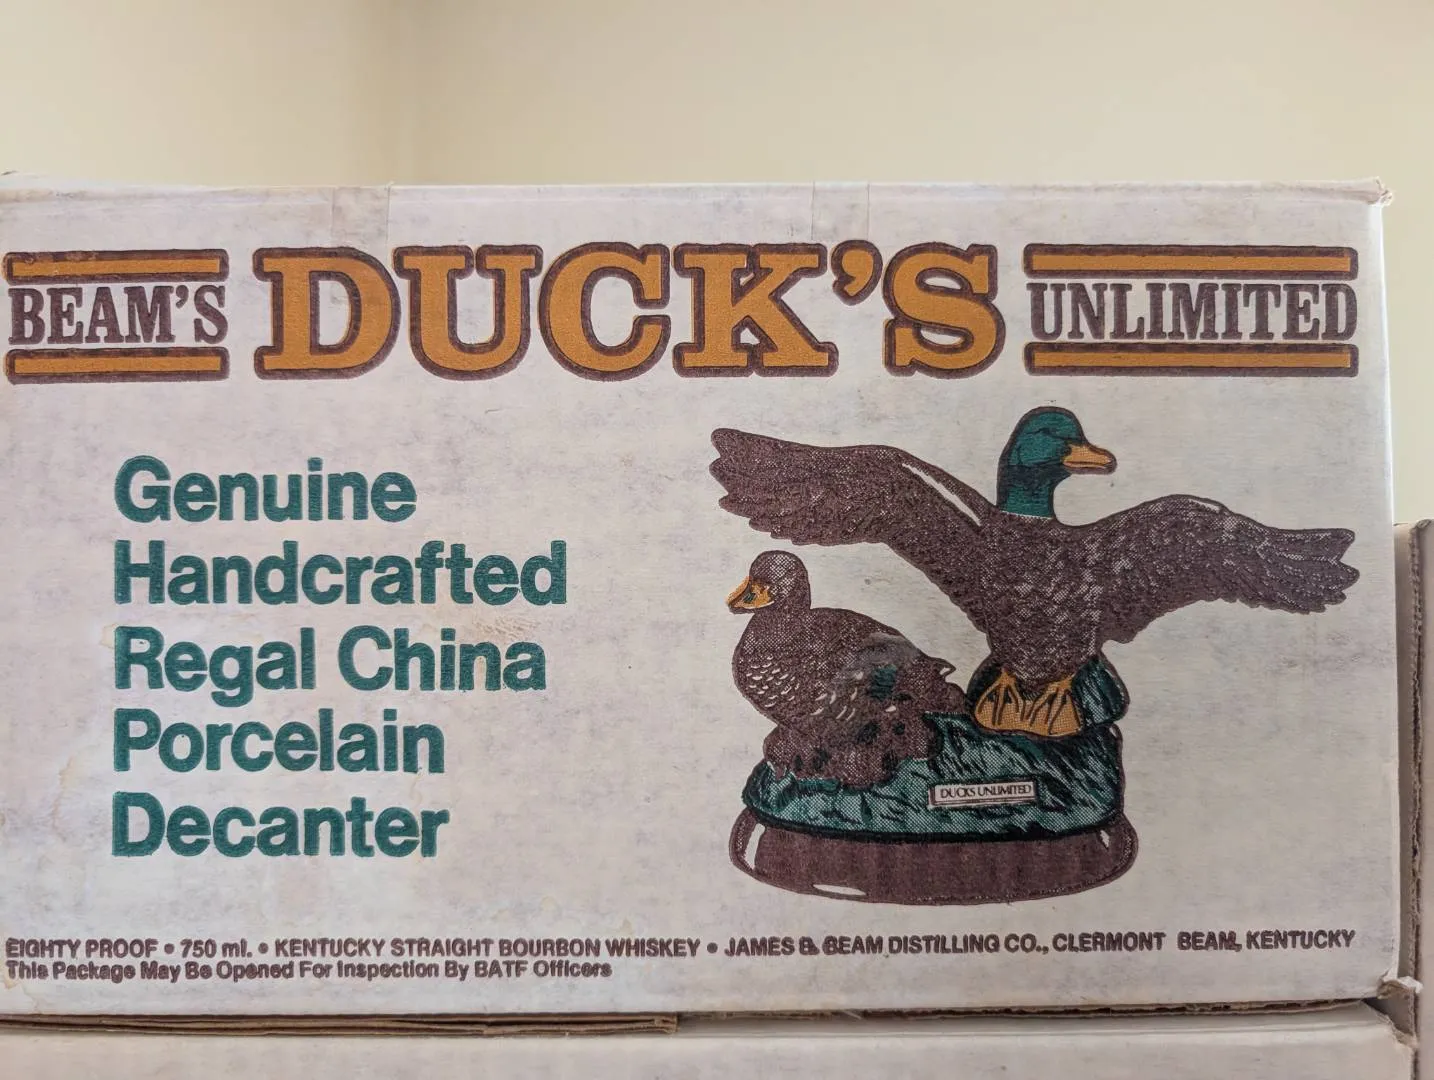 BEAM'S DUCK'S UNLIMITED
Genuine
Handcrafted
Regal China
Porcelain
Decanter
DUCKS UNLIMITED
EIGHTY PROOF • 750 ml. • KENTUCKY STRAIGHT BOURBON WHISKEY • JAMES B. BEAM DISTILLING CO., CLERMONT BEAM, KENTUCKY
This Package May Be Opened For Inspection By BATF Officers